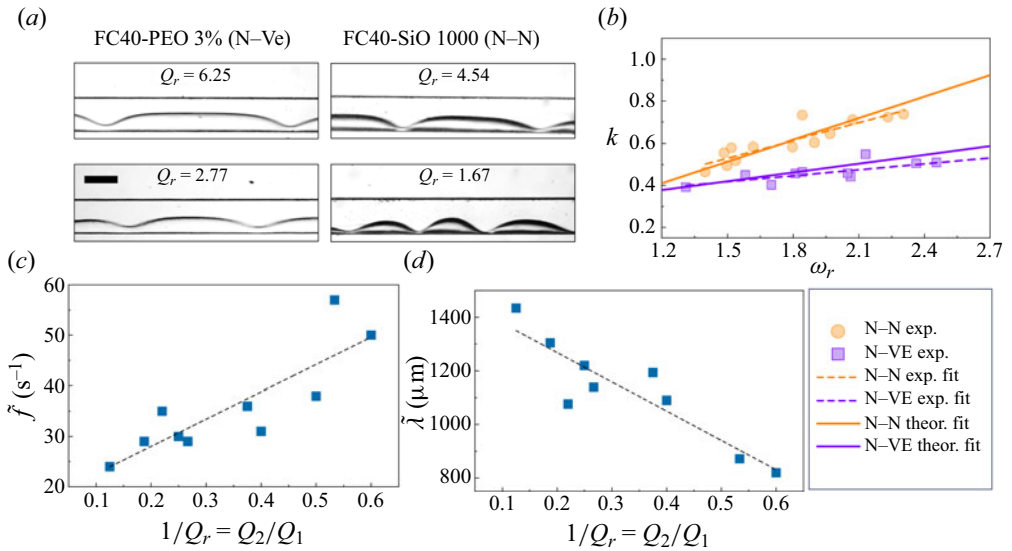 (a)
FC40-PEO 3% (N–Ve)
FC40-SiO 1000 (N–N)
Q_r = 6.25
Q_r = 4.54
Q_r = 2.77
Q_r = 1.67
(b)
1.0
0.8
0.6
0.4
0.2
k
1.2
1.5
1.8
2.1
2.4
2.7
ω_r
(c)
60
50
40
30
20
f̃ (s⁻¹)
0.1
0.2
0.3
0.4
0.5
0.6
1/Q_r = Q_2/Q_1
(d)
1400
1200
1000
800
λ̃ (μm)
0.1
0.2
0.3
0.4
0.5
0.6
1/Q_r = Q_2/Q_1
N–N exp.
N–VE exp.
N–N exp. fit
N–VE exp. fit
N–N theor. fit
N–VE theor. fit